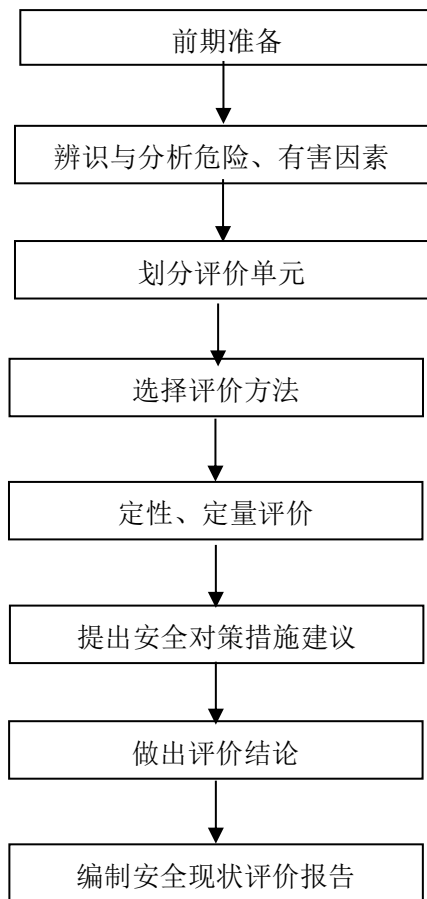 前期准备
辨识与分析危险、有害因素
划分评价单元
选择评价方法
定性、定量评价
提出安全对策措施建议
做出评价结论
编制安全现状评价报告